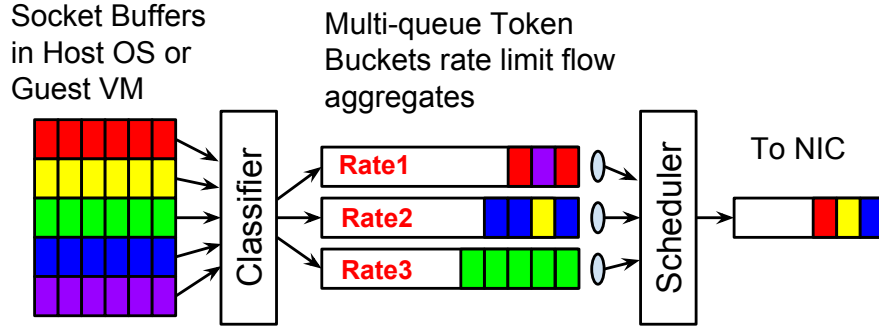 Socket Buffers
in Host OS or
Guest VM
Multi-queue Token
Buckets rate limit flow
aggregates
Classifier
Rate1
Rate2
Rate3
Scheduler
To NIC